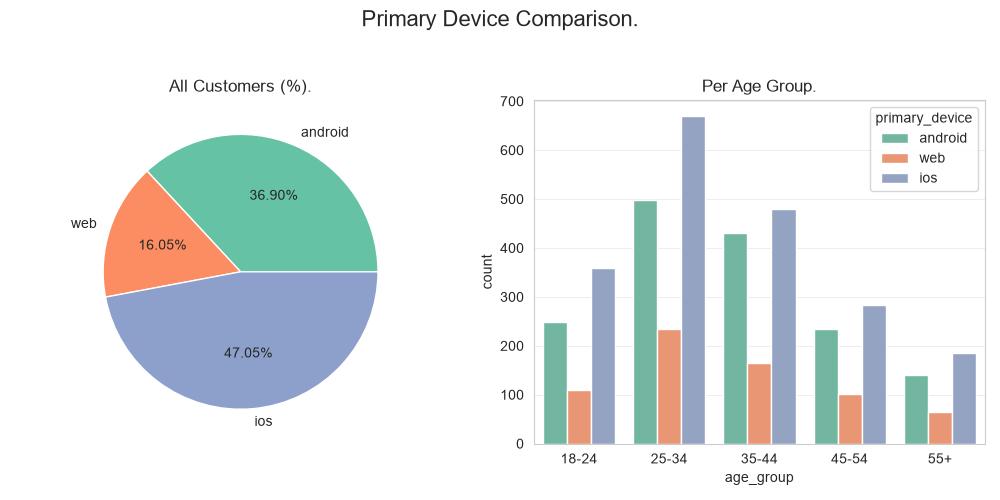 Primary Device Comparison.
All Customers (%).
android
36.90%
web
16.05%
47.05%
ios
Per Age Group.
700
600
500
400
300
200
100
0
count
primary_device
android
web
ios
18-24 25-34 35-44 45-54 55+
age_group